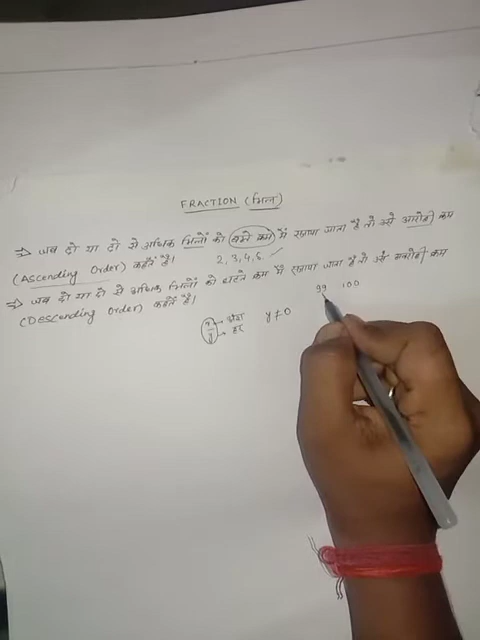 FRACTION (भिन्न)
⇒ जब दो या दो से अधिक भिन्नों को बढ़ते क्रम में रखा जाता है तो उसे आरोही क्रम
(Ascending Order) कहते हैं। 2, 3, 4, 5 ✓
⇒ जब दो या दो से अधिक भिन्नों को घटते क्रम में रखा जाता है तो उसे अवरोही क्रम
(Descending Order) कहते हैं।
99 100
x → अंश
y → हर y ≠ 0